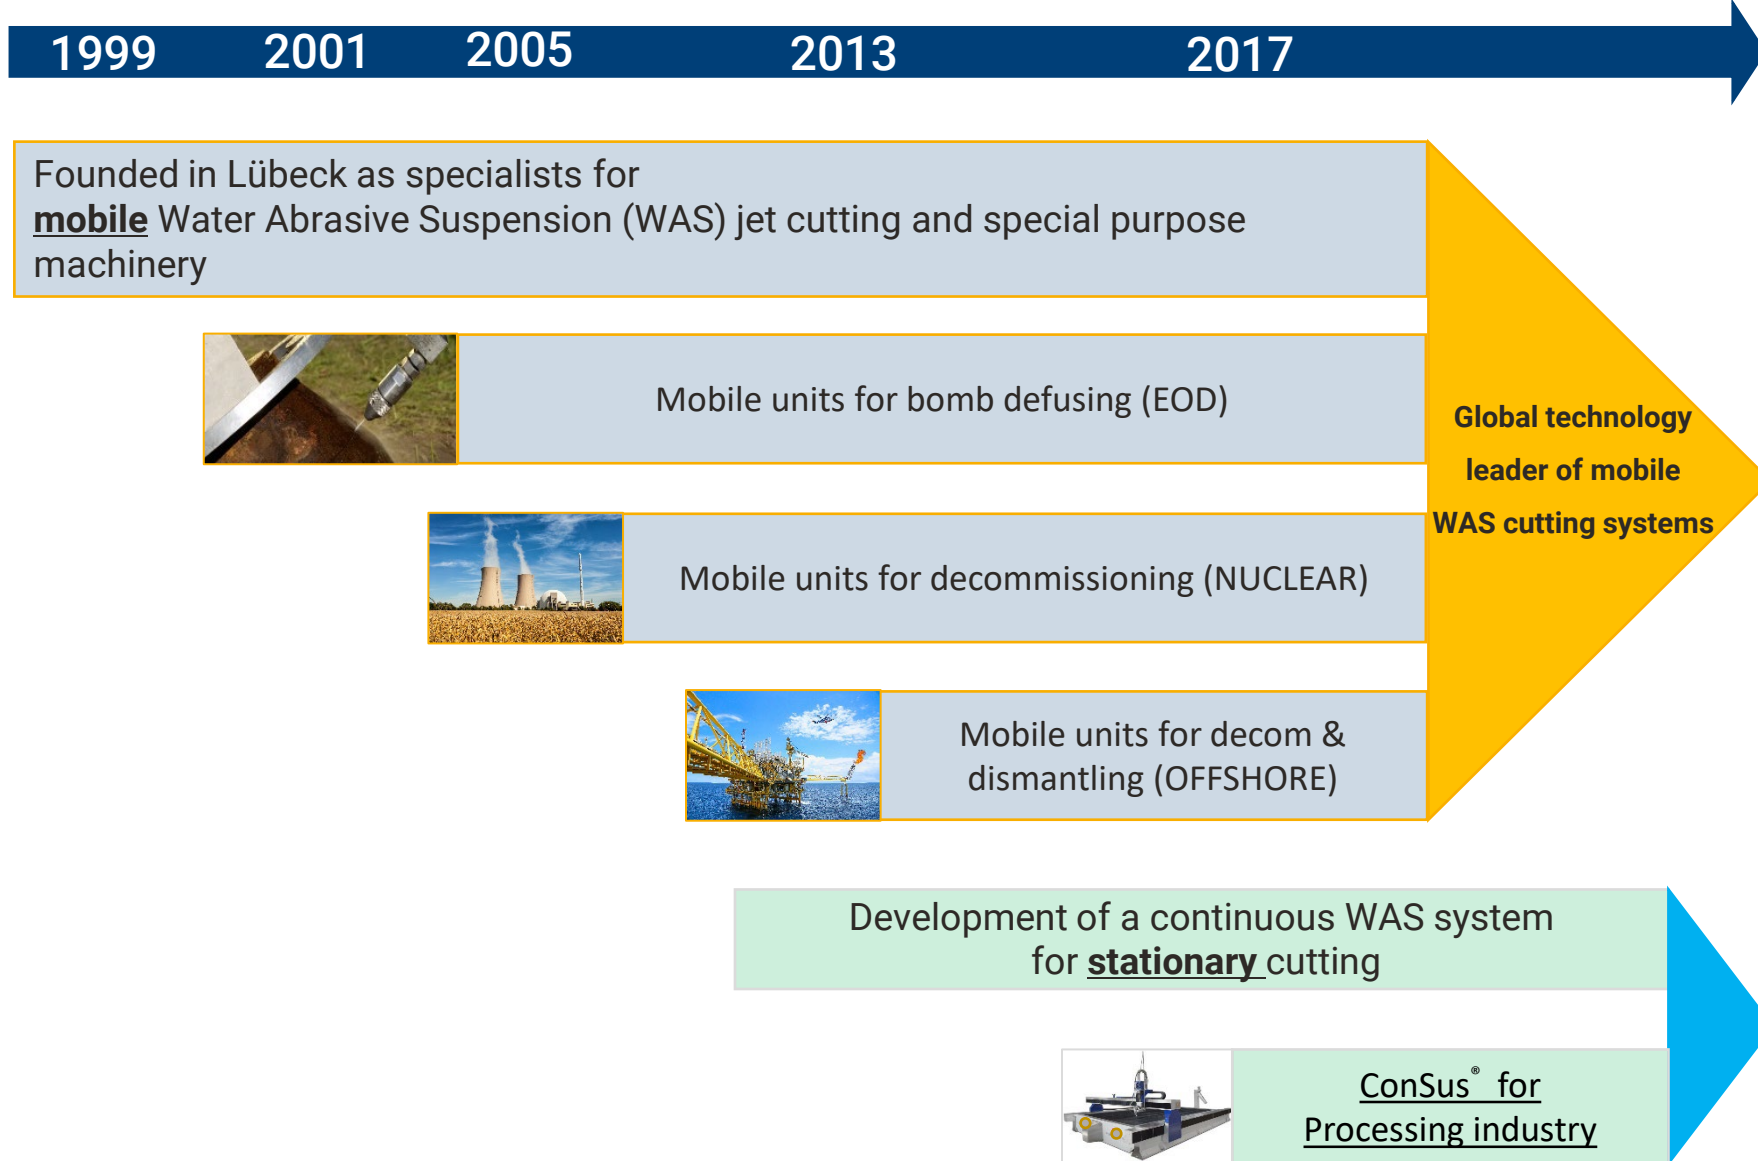 1999 2001 2005 2013 2017
Founded in Lübeck as specialists for
mobile Water Abrasive Suspension (WAS) jet cutting and special purpose
machinery
Mobile units for bomb defusing (EOD)
Global technology
leader of mobile
WAS cutting systems
Mobile units for decommissioning (NUCLEAR)
Mobile units for decom &
dismantling (OFFSHORE)
Development of a continuous WAS system
for stationary cutting
ConSus® for
Processing industry